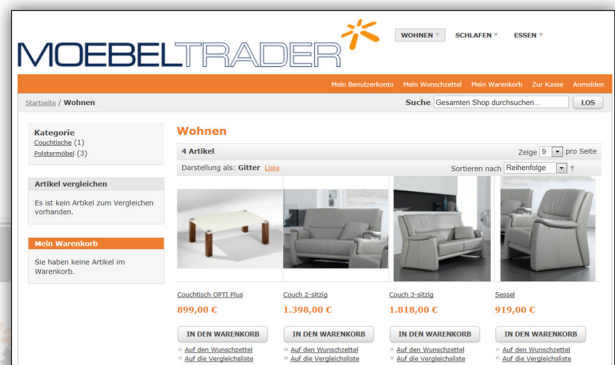 MOEBELTRADER
WOHNEN SCHLAFEN ESSEN
Mein Benutzerkonto Mein Wunschzettel Mein Warenkorb Zur Kasse Anmelden
Startseite / Wohnen
Suche Gesamten Shop durchsuchen... LOS
Kategorie
Couchtische (1)
Polstermöbel (3)
Artikel vergleichen
Es ist kein Artikel zum Vergleichen
vorhanden.
Mein Warenkorb
Sie haben keine Artikel im
Warenkorb.
Wohnen
4 Artikel Zeige 9 pro Seite
Darstellung als: Gitter Liste Sortieren nach Reihenfolge
Couchtisch OPTI Plus Couch 2-sitzig Couch 3-sitzig Sessel
899,00 € 1.398,00 € 1.818,00 € 919,00 €
IN DEN WARENKORB IN DEN WARENKORB IN DEN WARENKORB IN DEN WARENKORB
Auf den Wunschzettel Auf den Wunschzettel Auf den Wunschzettel Auf den Wunschzettel
Auf die Vergleichsliste Auf die Vergleichsliste Auf die Vergleichsliste Auf die Vergleichsliste